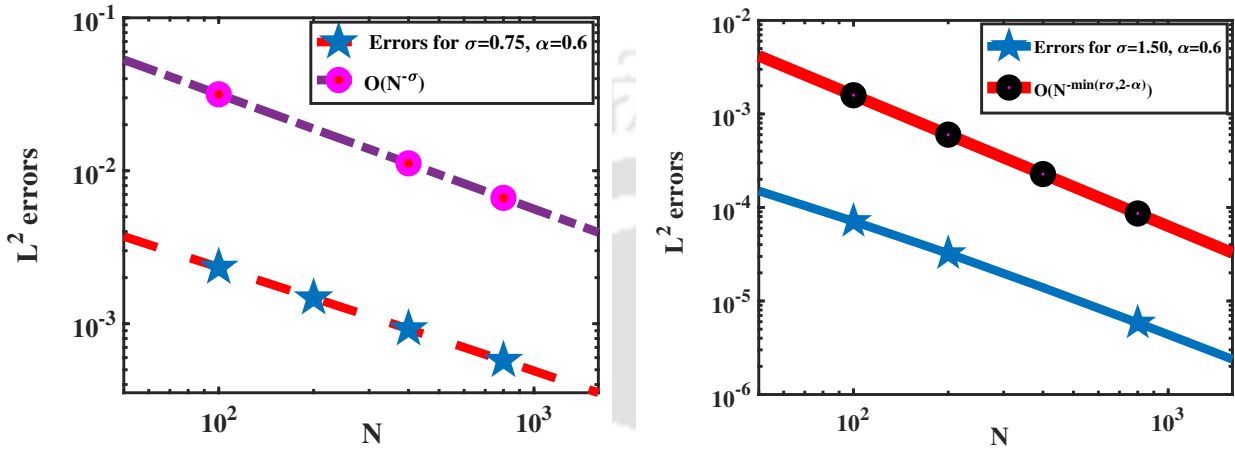 10^-1
10^-2
10^-3
L^2 errors
10^2
10^3
N
Errors for σ=0.75, α=0.6
O(N^-σ)
10^-2
10^-3
10^-4
10^-5
10^-6
L^2 errors
10^2
10^3
N
Errors for σ=1.50, α=0.6
O(N^-min(rσ,2-α))